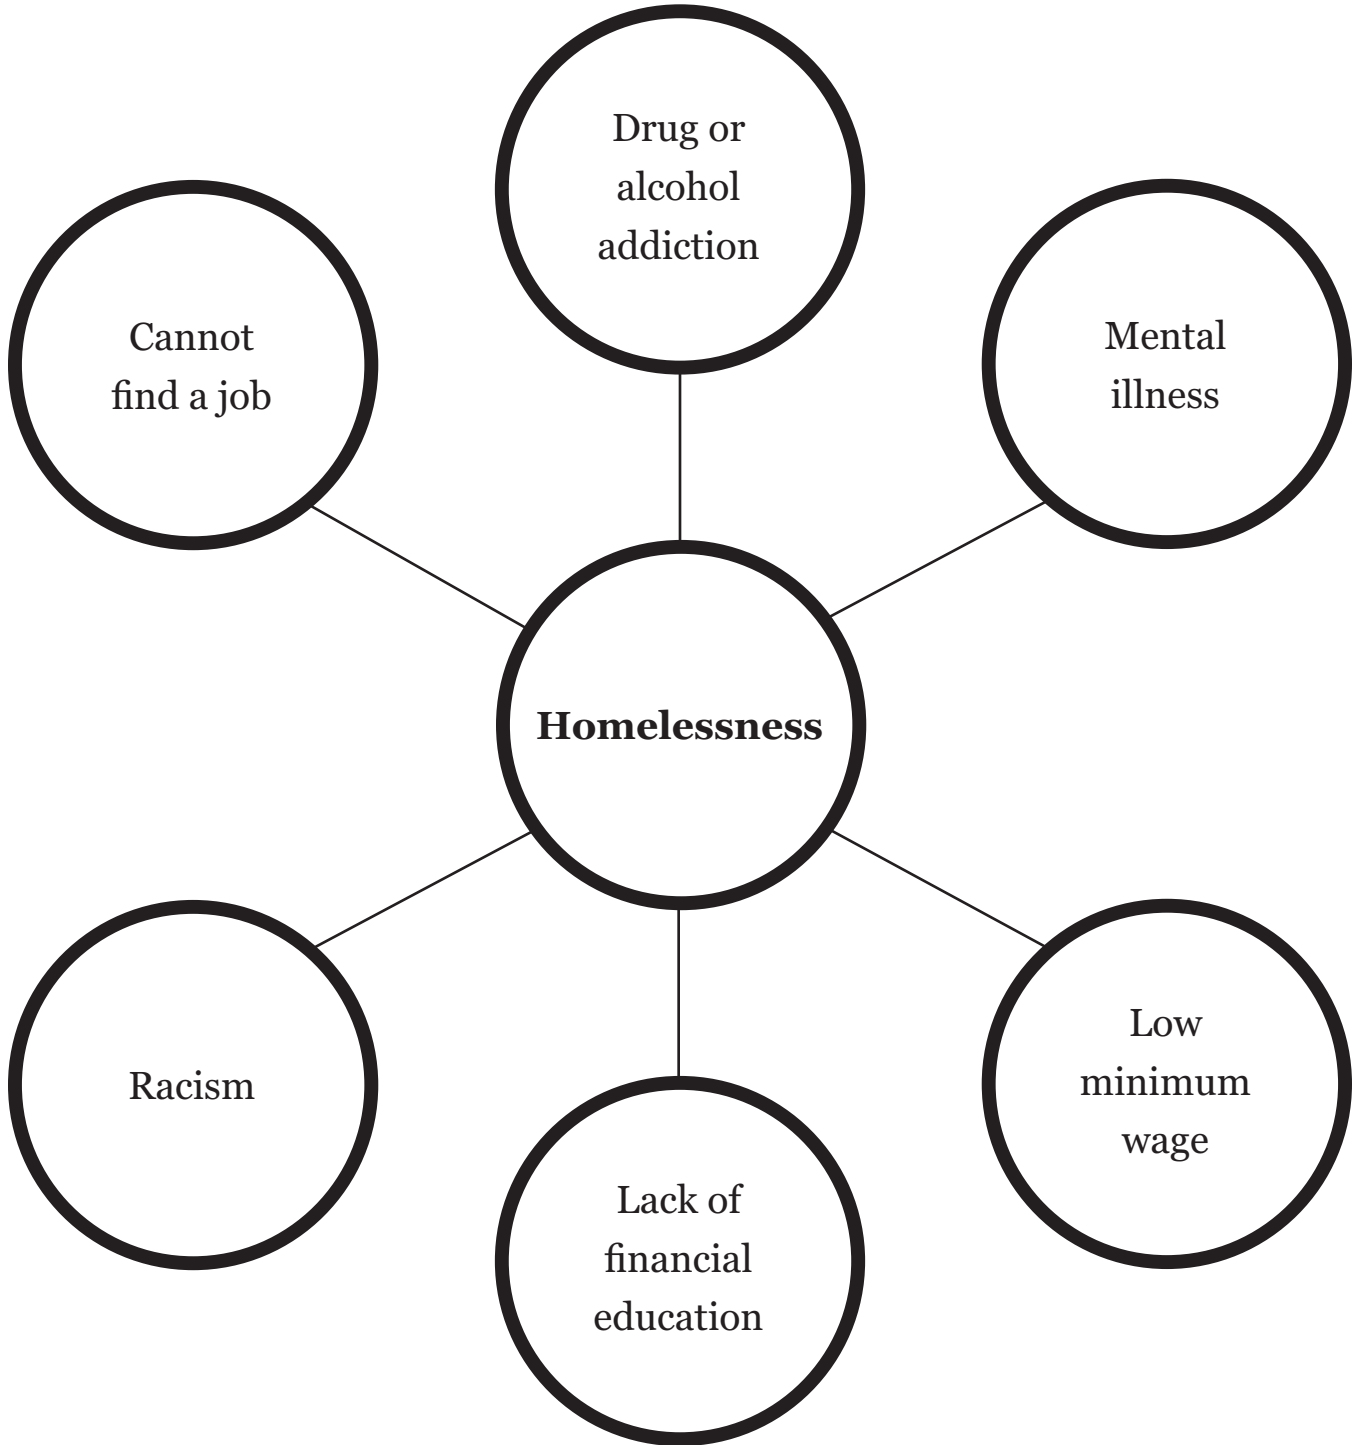 Drug or
alcohol
addiction
Cannot
find a job
Mental
illness
Homelessness
Racism
Low
minimum
wage
Lack of
financial
education